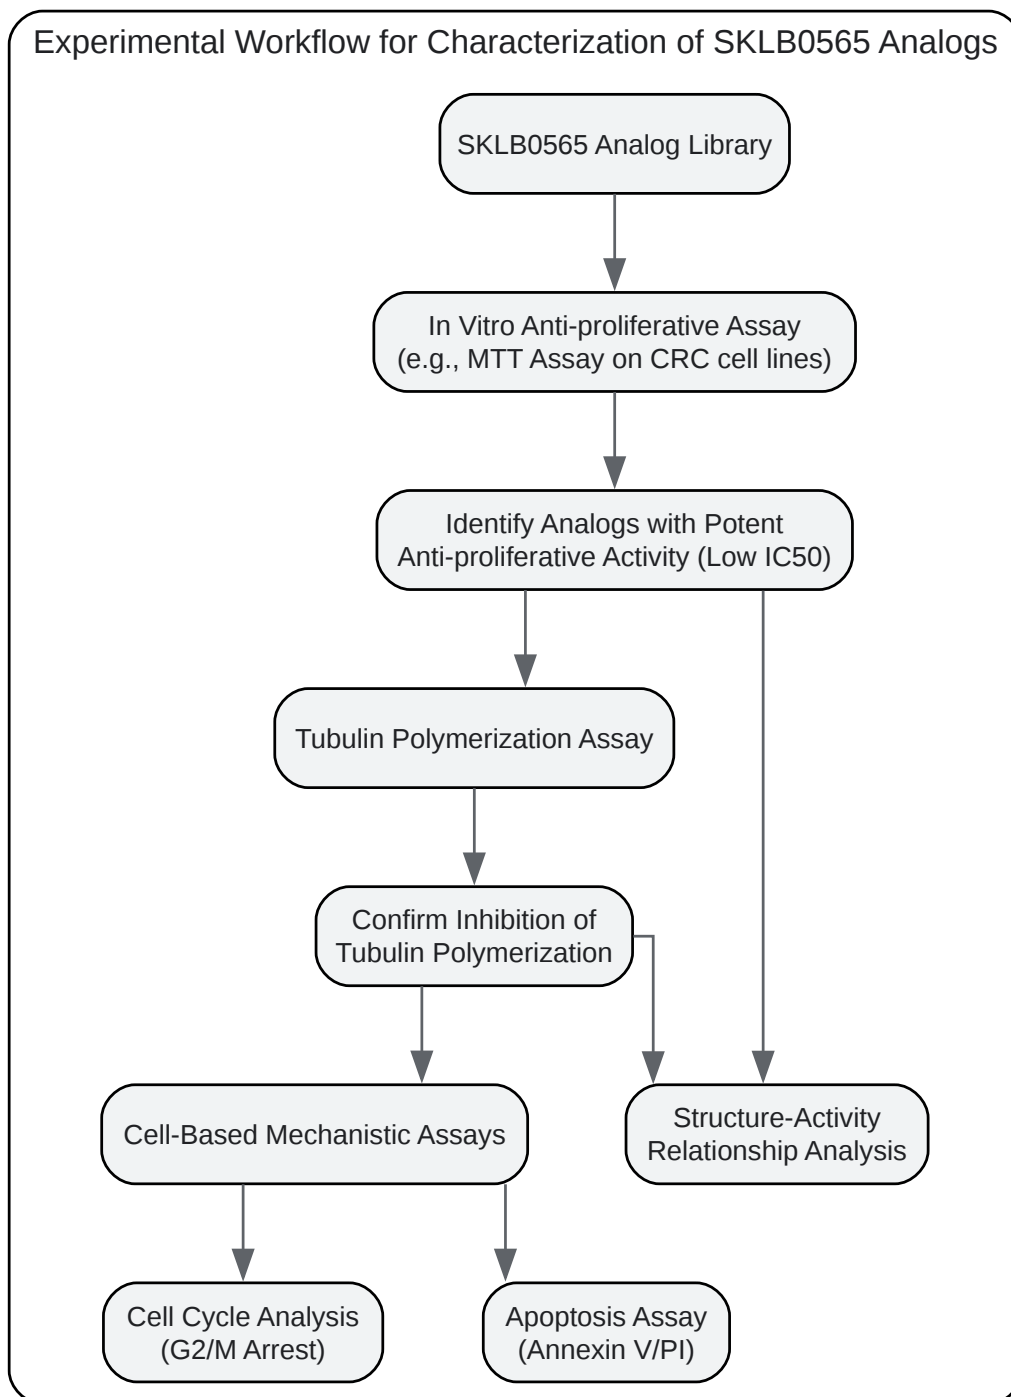 Experimental Workflow for Characterization of SKLB0565 Analogs
SKLB0565 Analog Library
In Vitro Anti-proliferative Assay
(e.g., MTT Assay on CRC cell lines)
Identify Analogs with Potent
Anti-proliferative Activity (Low IC50)
Tubulin Polymerization Assay
Confirm Inhibition of
Tubulin Polymerization
Cell-Based Mechanistic Assays
Structure-Activity
Relationship Analysis
Cell Cycle Analysis
(G2/M Arrest)
Apoptosis Assay
(Annexin V/PI)